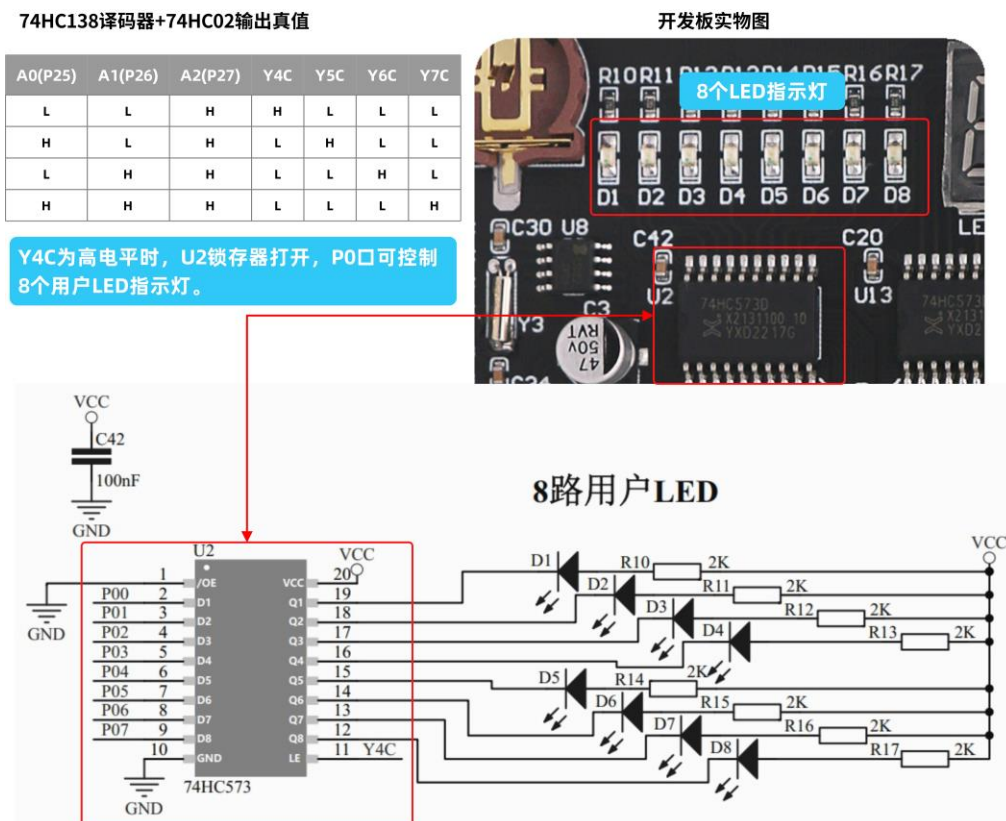 74HC138译码器+74HC02输出真值
A0(P25) A1(P26) A2(P27) Y4C Y5C Y6C Y7C
L L H H L L L
H L H L H L L
L H H L L H L
H H H L L L H
Y4C为高电平时，U2锁存器打开，P0口可控制
8个用户LED指示灯。
开发板实物图
R10 R11 R16 R17
8个LED指示灯
D1 D2 D3 D4 D5 D6 D7 D8
LE
C30 U8 C42 C20
U2 U13
74HC573D
X2131100 10
YXD2217G
74HC573
X2131
YXD2
Y3
C3
47
50v
RVT
VCC
C42
100nF
GND
8路用户LED
U2
VCC
1 /OE VCC 20
P00 2 D1 Q1 19
P01 3 D2 Q2 18
P02 4 D3 Q3 17
P03 5 D4 Q4 16
P04 6 D5 Q5 15
P05 7 D6 Q6 14
P06 8 D7 Q7 13
P07 9 D8 Q8 12
10 GND LE 11 Y4C
GND
74HC573
GND
VCC
D1 R10 2K
D2 R11 2K
D3 R12 2K
D4 R13 2K
D5 R14 2K
D6 R15 2K
D7 R16 2K
D8 R17 2K